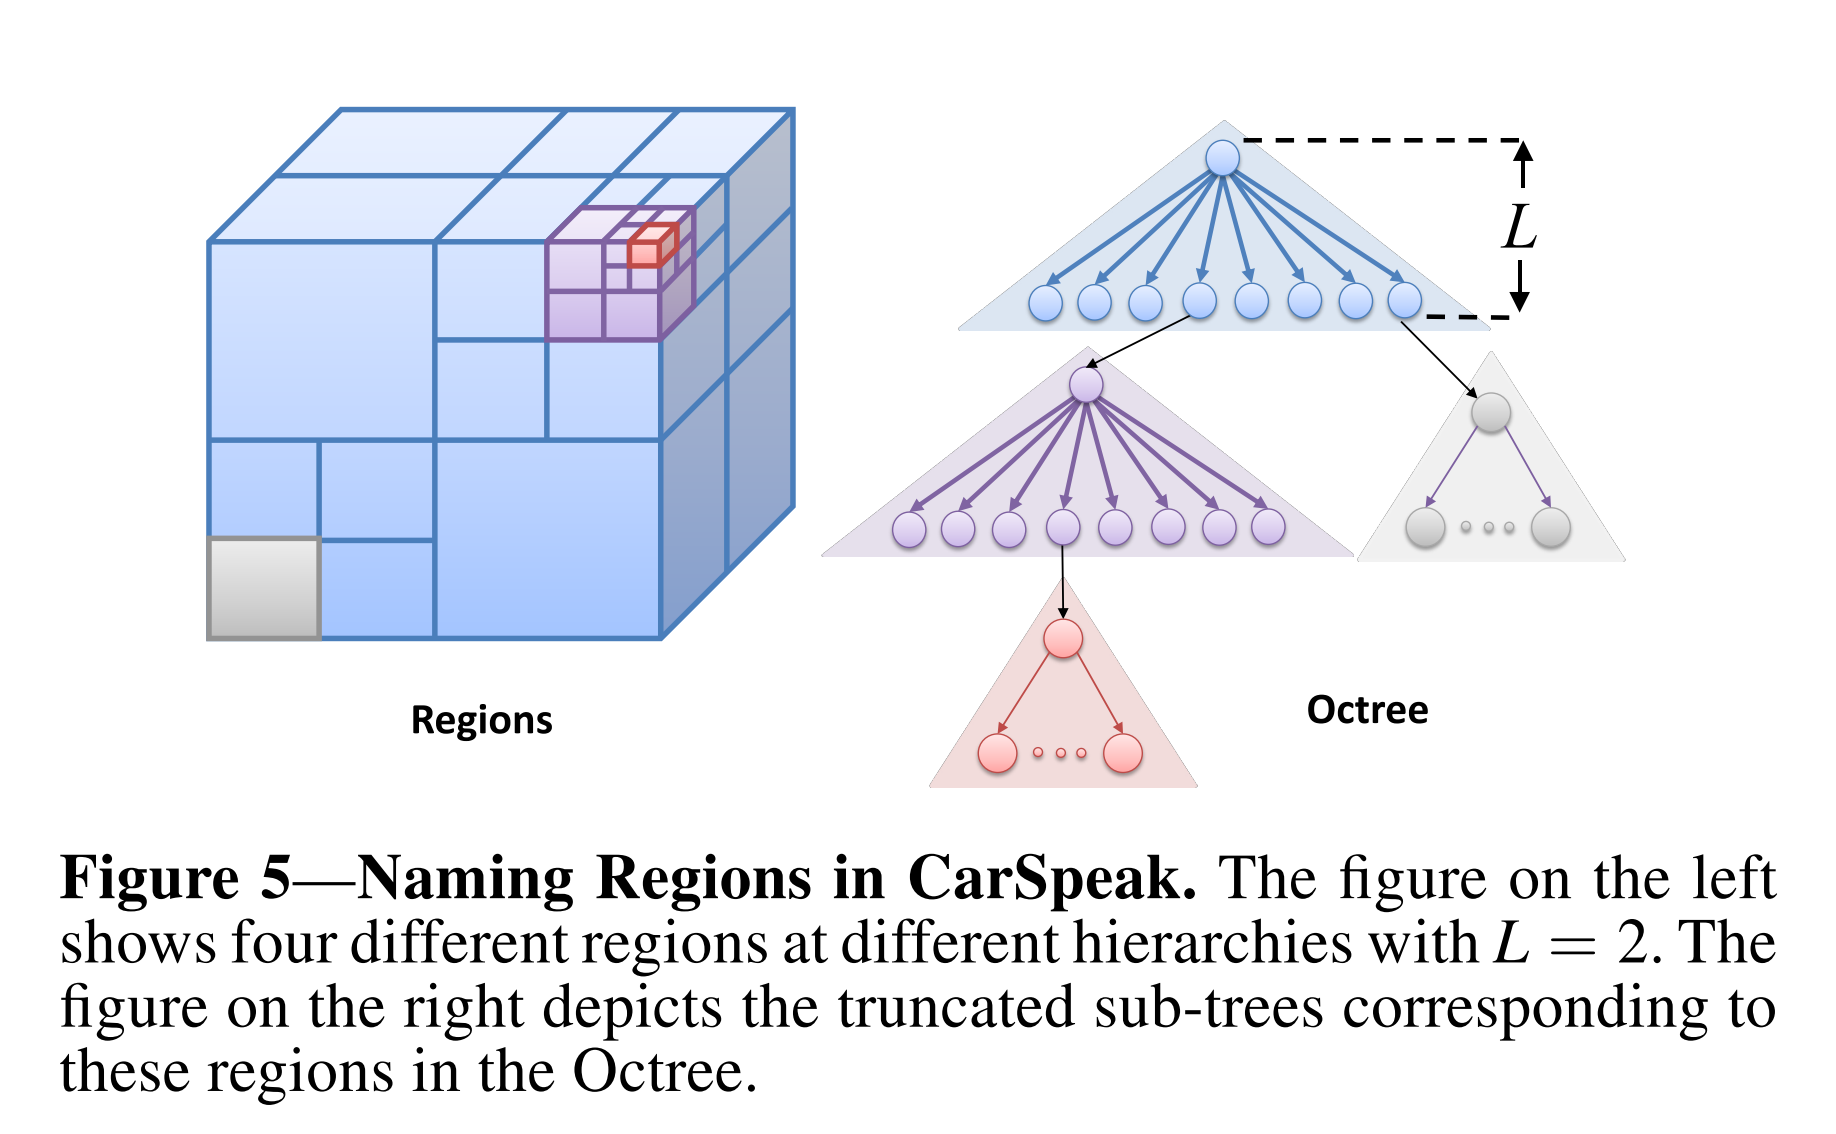 L
Regions
Octree
Figure 5—Naming Regions in CarSpeak. The figure on the left
shows four different regions at different hierarchies with L = 2. The
figure on the right depicts the truncated sub-trees corresponding to
these regions in the Octree.